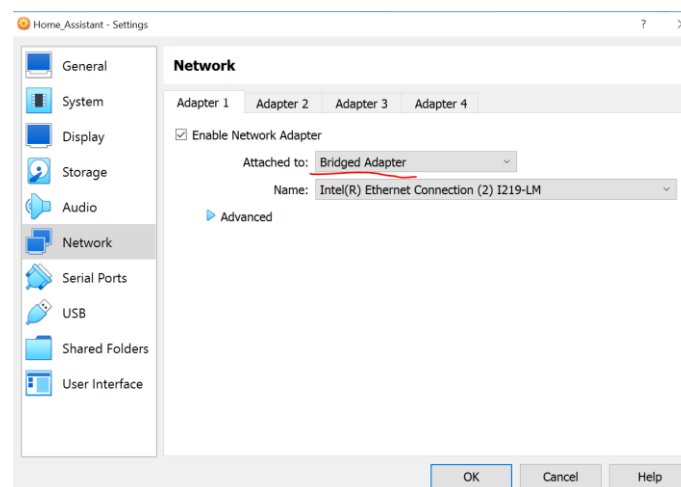 Home_Assistant - Settings ?
General
System
Display
Storage
Audio
Network
Serial Ports
USB
Shared Folders
User Interface
Network
Adapter 1 Adapter 2 Adapter 3 Adapter 4
Enable Network Adapter
Attached to: Bridged Adapter
Name: Intel(R) Ethernet Connection (2) I219-LM
Advanced
OK Cancel Help